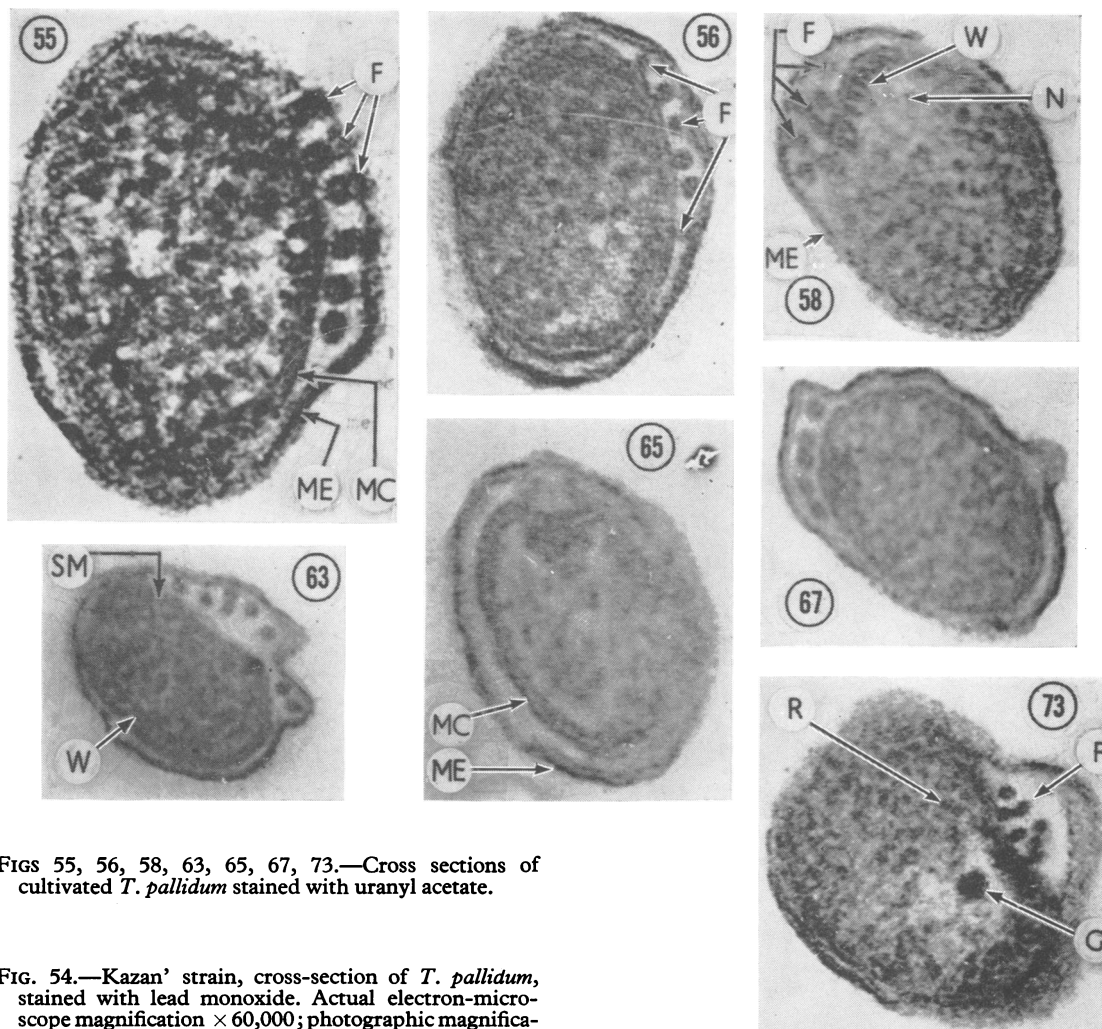 55
F
ME MC
56
F
58
F
W
N
ME
63
SM
W
65
MC
ME
67
73
R
F
G
FIGS 55, 56, 58, 63, 65, 67, 73.—Cross sections of
cultivated T. pallidum stained with uranyl acetate.
FIG. 54.—Kazan' strain, cross-section of T. pallidum,
stained with lead monoxide. Actual electron-micro-
scope magnification × 60,000; photographic magnifica-